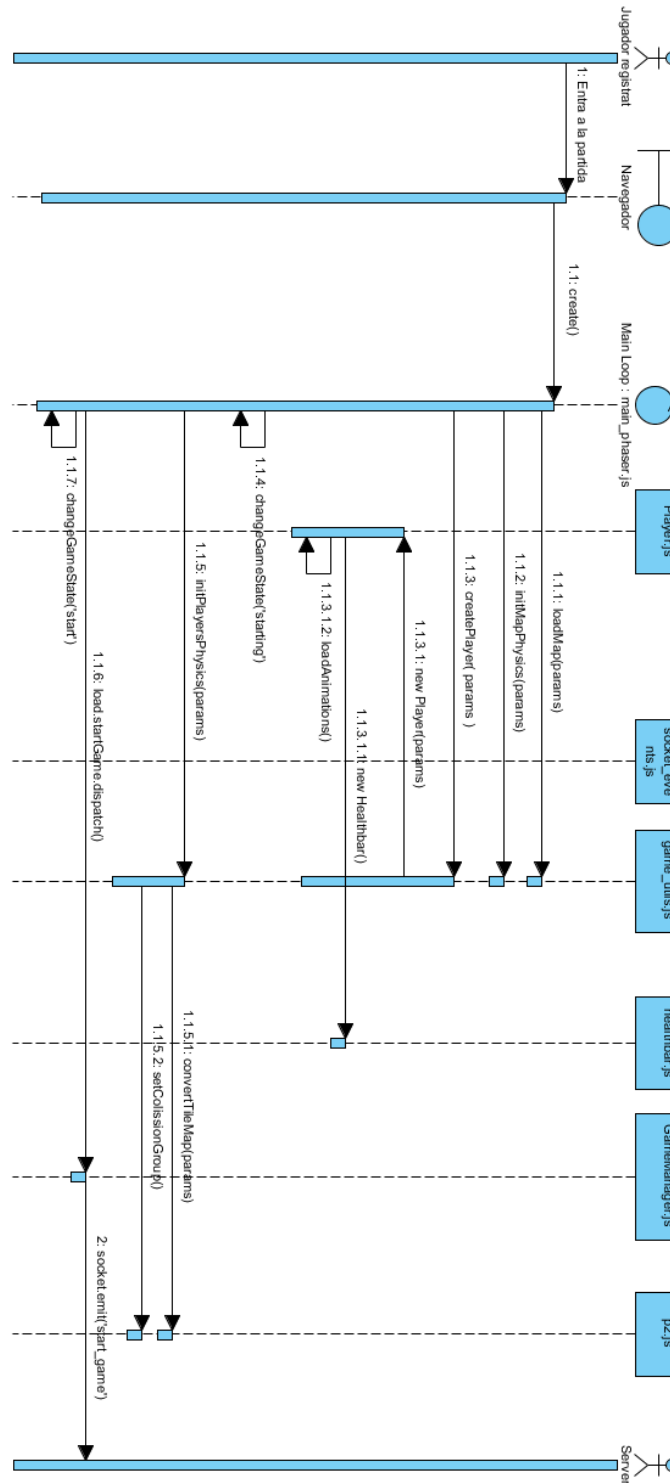 Jugador registrat
Navegador
Main Loop : main_phaser.js
Player.js
socket_eve
nts.js
game_utils.js
healthbar.js
GameManager.js
p2.js
Server
1: Entra a la partida
1.1: create()
1.1.1: loadMap(params)
1.1.2: initMapPhysics(params)
1.1.3: createPlayer( params )
1.1.3.1: new Player(params)
1.1.3.1.1: new Healthbar()
1.1.3.1.2: loadAnimations()
1.1.4: changeGameState('starting')
1.1.5: initPlayersPhysics(params)
1.1.5.1: convertTileMap(params)
1.1.5.2: setColissionGroup()
1.1.6: load.startGame.dispatch()
1.1.7: changeGameState('start')
2: socket.emit('start_game')